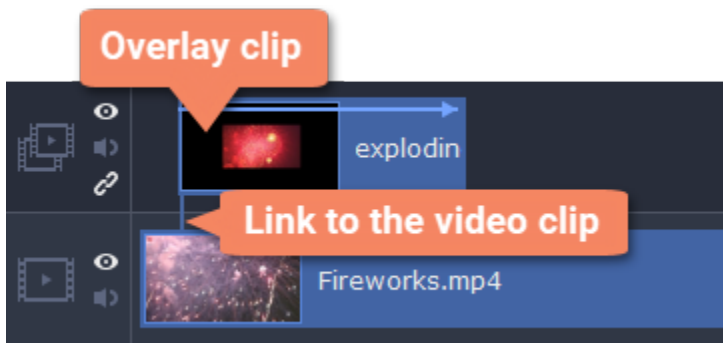 Overlay clip
explodin
Link to the video clip
Fireworks.mp4